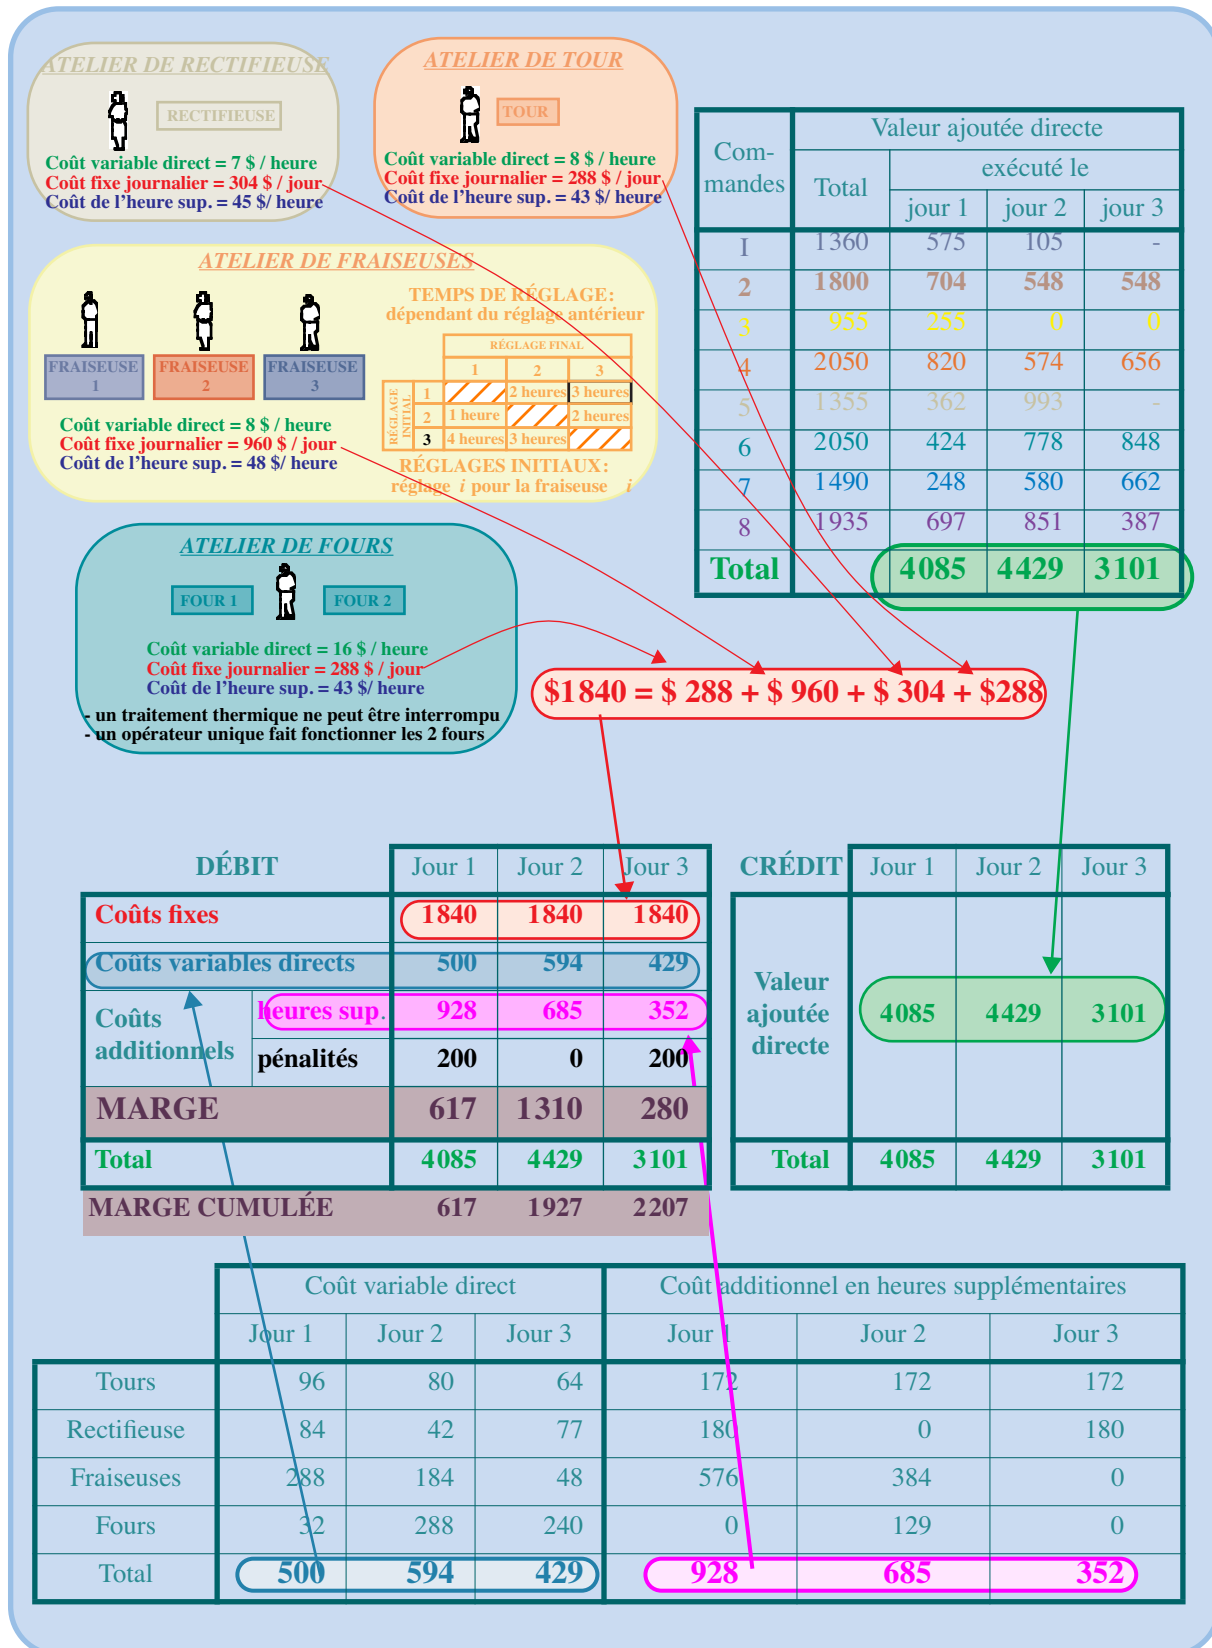 ATELIER DE RECTIFIEUSE
RECTIFIEUSE
Coût variable direct = 7 $ / heure
Coût fixe journalier = 304 $ / jour
Coût de l'heure sup. = 45 $/ heure
ATELIER DE TOUR
TOUR
Coût variable direct = 8 $ / heure
Coût fixe journalier = 288 $ / jour
Coût de l'heure sup. = 43 $/ heure
ATELIER DE FRAISEUSES
FRAISEUSE 1
FRAISEUSE 2
FRAISEUSE 3
Coût variable direct = 8 $ / heure
Coût fixe journalier = 960 $ / jour
Coût de l'heure sup. = 48 $/ heure
TEMPS DE RÉGLAGE:
dépendant du réglage antérieur
RÉGLAGE FINAL
1 2 3
RÉGLAGE INITIAL
1 2 heures 3 heures
2 1 heure 2 heures
3 4 heures 3 heures
RÉGLAGES INITIAUX:
réglage i pour la fraiseuse i
ATELIER DE FOURS
FOUR 1 FOUR 2
Coût variable direct = 16 $ / heure
Coût fixe journalier = 288 $ / jour
Coût de l'heure sup. = 43 $/ heure
- un traitement thermique ne peut être interrompu
- un opérateur unique fait fonctionner les 2 fours
Com-
mandes
Valeur ajoutée directe
Total
exécuté le
jour 1 jour 2 jour 3
1 1360 575 105 -
2 1800 704 548 548
3 955 255 0 0
4 2050 820 574 656
5 1355 362 993 -
6 2050 424 778 848
7 1490 248 580 662
8 1935 697 851 387
Total 4085 4429 3101
$1840 = $ 288 + $ 960 + $ 304 + $288
DÉBIT Jour 1 Jour 2 Jour 3
Coûts fixes 1840 1840 1840
Coûts variables directs 500 594 429
Coûts
additionnels
heures sup. 928 685 352
pénalités 200 0 200
MARGE 617 1310 280
Total 4085 4429 3101
MARGE CUMULÉE 617 1927 2207
CRÉDIT Jour 1 Jour 2 Jour 3
Valeur
ajoutée
directe
4085 4429 3101
Total 4085 4429 3101
Coût variable direct Coût additionnel en heures supplémentaires
Jour 1 Jour 2 Jour 3 Jour 1 Jour 2 Jour 3
Tours 96 80 64 172 172 172
Rectifieuse 84 42 77 180 0 180
Fraiseuses 288 184 48 576 384 0
Fours 32 288 240 0 129 0
Total 500 594 429 928 685 352